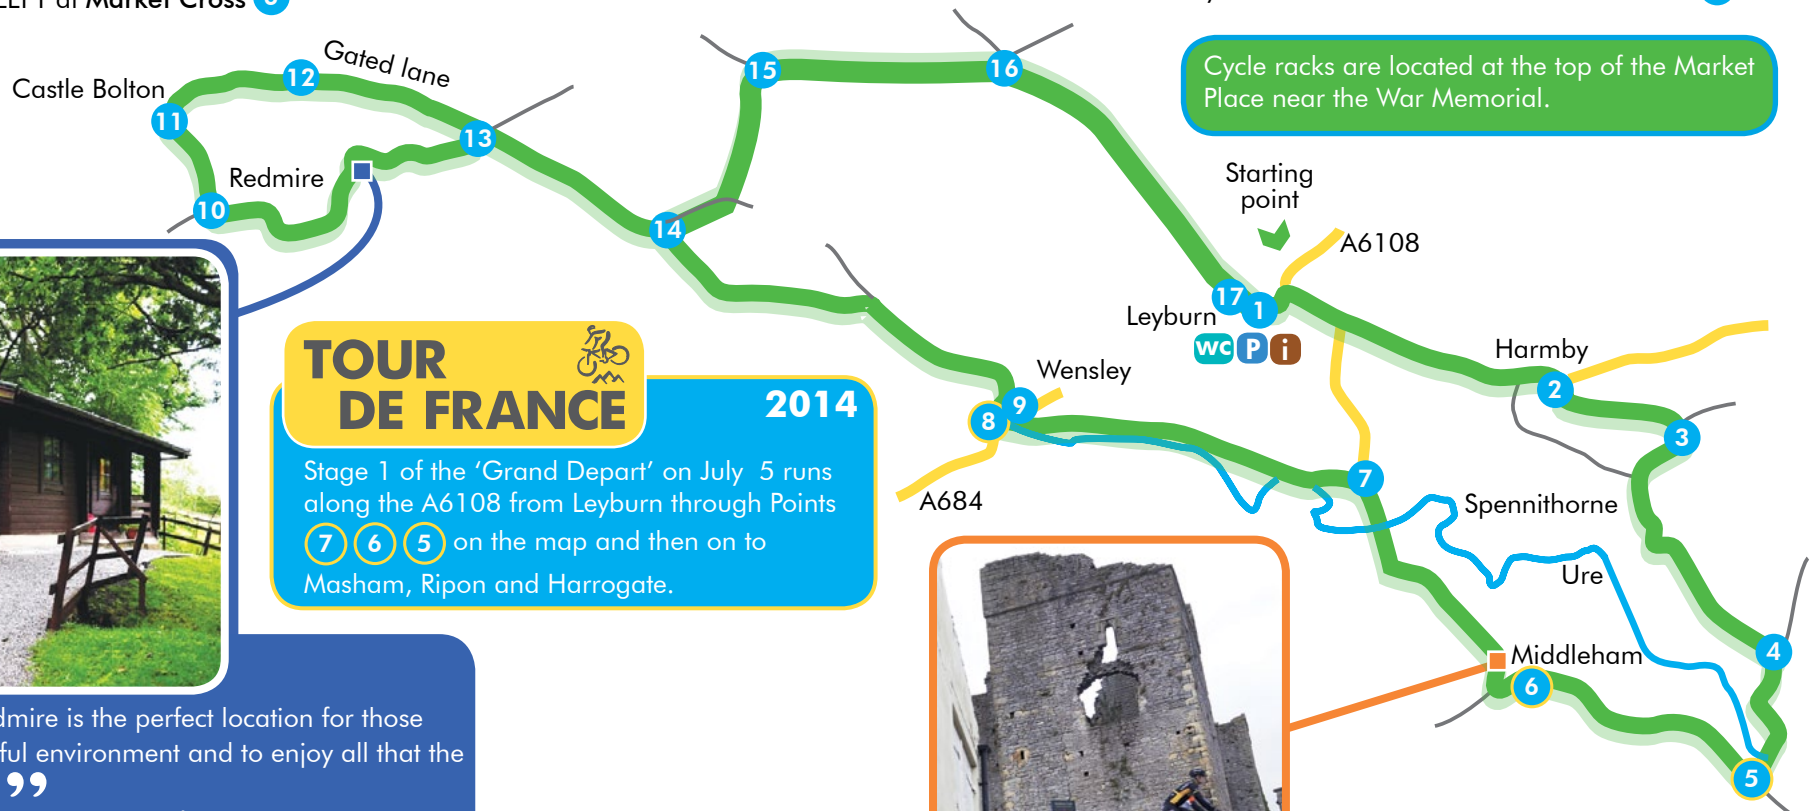 LEFT at Market Cross
Cycle racks are located at the top of the Market
Place near the War Memorial.
Gated lane
Castle Bolton
Redmire
Starting
point
A6108
Leyburn
wc P i
Harmby
Wensley
A684
Spennithorne
Ure
Middleham
1
2
3
4
5
6
7
8
9
10
11
12
13
14
15
16
17
TOUR
DE FRANCE
2014
Stage 1 of the ‘Grand Depart’ on July 5 runs
along the A6108 from Leyburn through Points
7 6 5 on the map and then on to
Masham, Ripon and Harrogate.
dmire is the perfect location for those
ful environment and to enjoy all that the
”